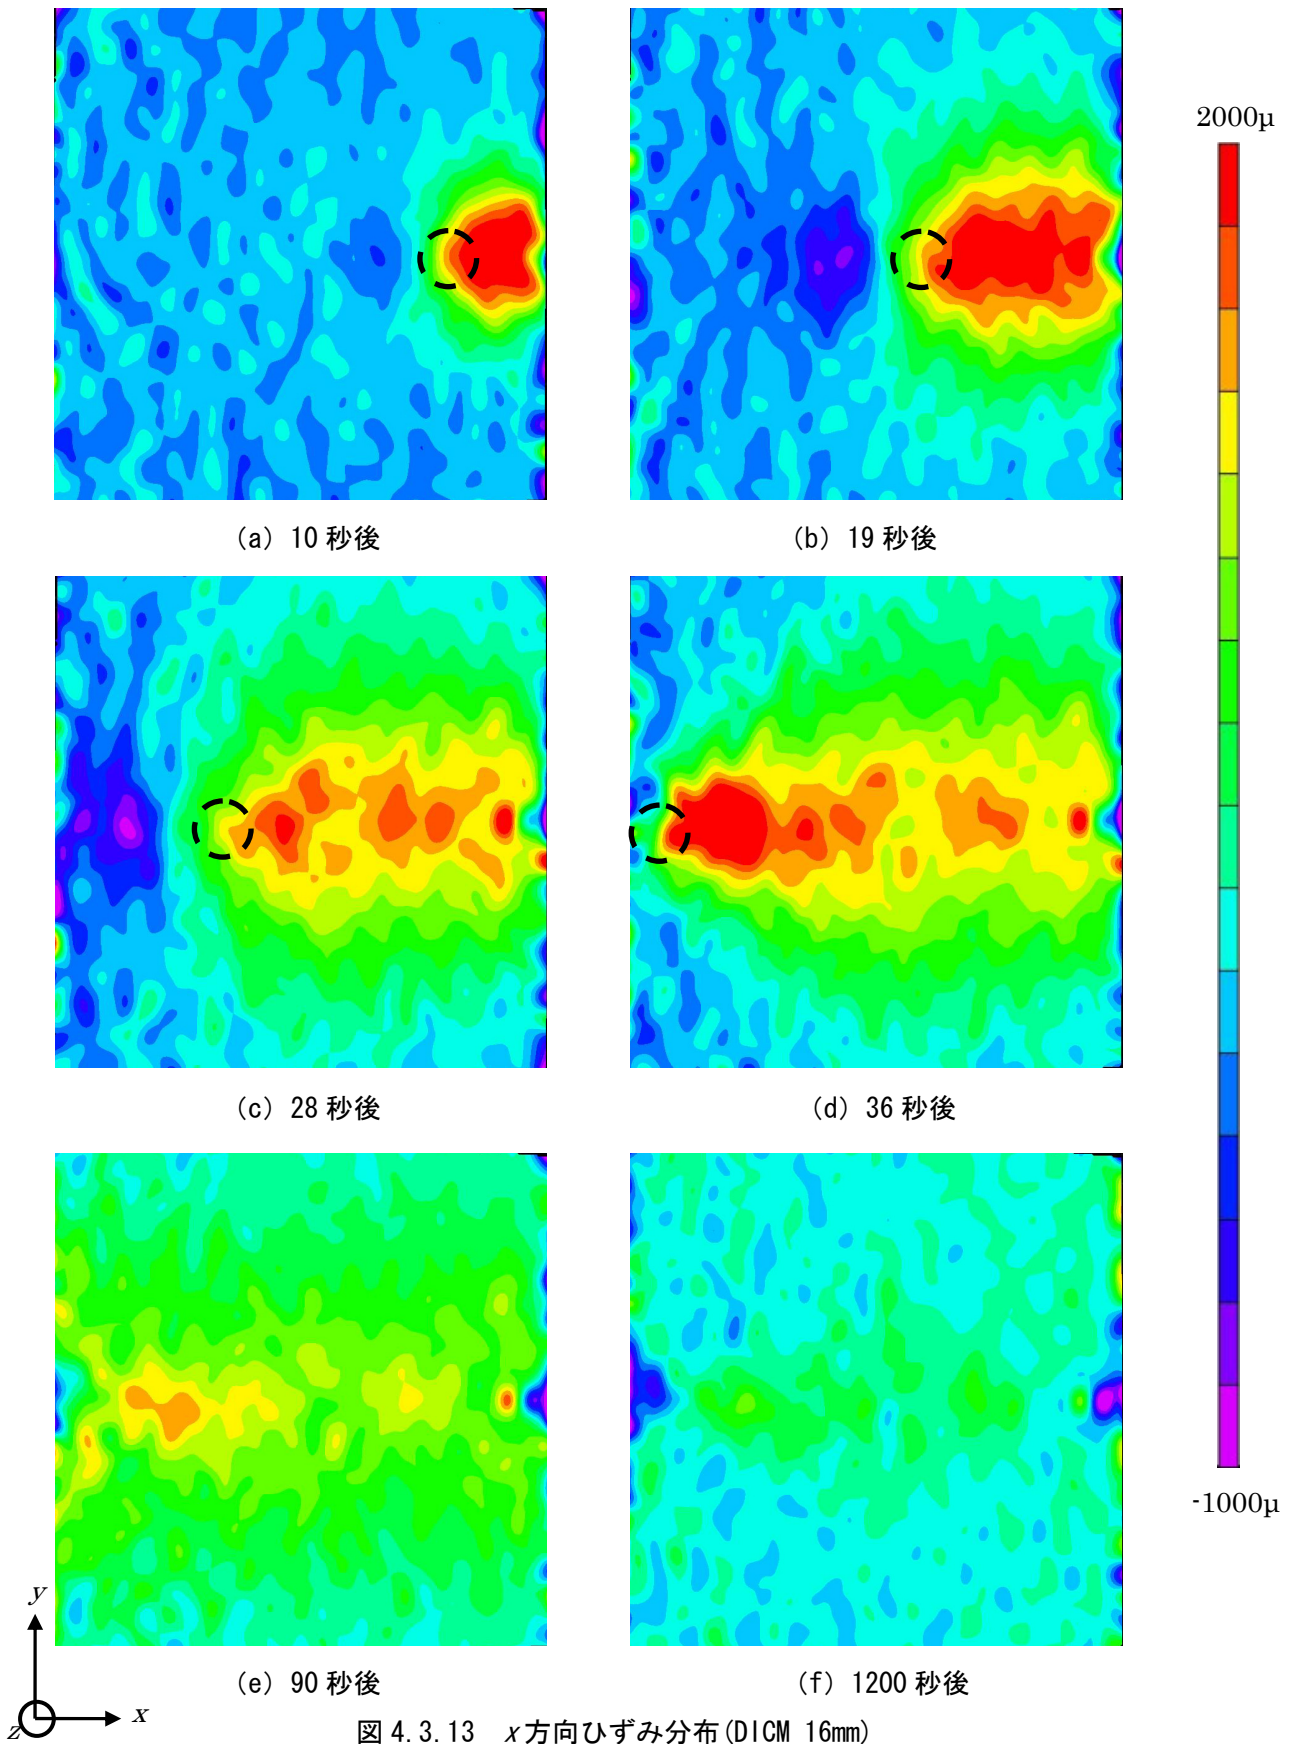 2000μ
(a) 10 秒後
(b) 19 秒後
(c) 28 秒後
(d) 36 秒後
-1000μ
(e) 90 秒後
(f) 1200 秒後
y
x
z
図 4.3.13 x方向ひずみ分布(DICM 16mm)